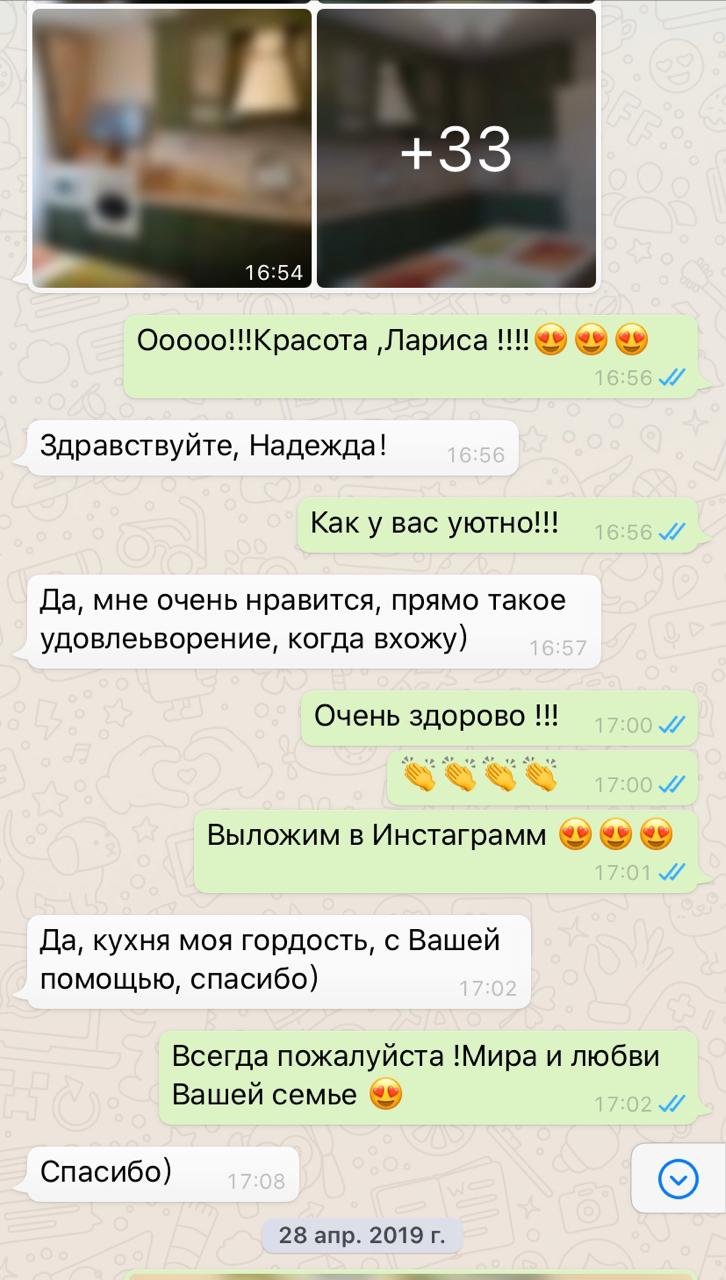 16:54
+33
Ооооо!!!Красота ,Лариса !!!!😍😍😍
16:56
Здравствуйте, Надежда!
16:56
Как у вас уютно!!!
16:56
Да, мне очень нравится, прямо такое
удовлеьворение, когда вхожу)
16:57
Очень здорово !!!
17:00
👏👏👏👏
17:00
Выложим в Инстаграмм 😍😍😍
17:01
Да, кухня моя гордость, с Вашей
помощью, спасибо)
17:02
Всегда пожалуйста !Мира и любви
Вашей семье 😍
17:02
Спасибо)
17:08
28 апр. 2019 г.